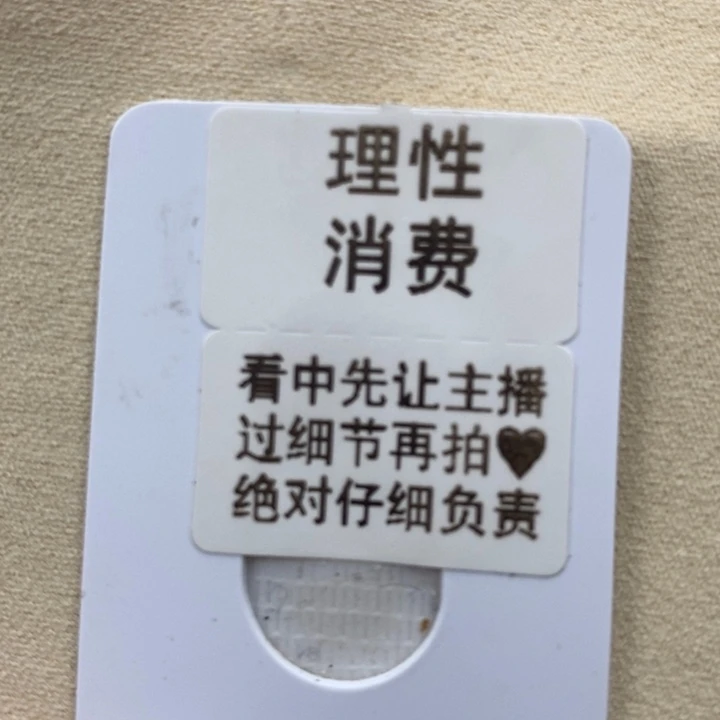 理性
消费
看中先让主播
过细节再拍♥
绝对仔细负责